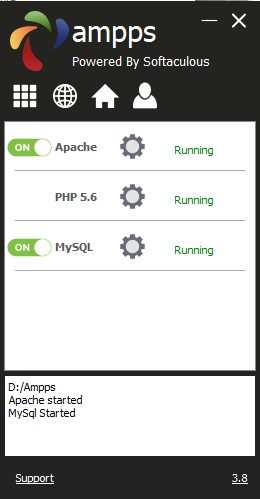 ampps
Powered By Softaculous
ON Apache Running
PHP 5.6 Running
ON MySQL Running
D:/Ampps
Apache started
MySql Started
Support 3.8